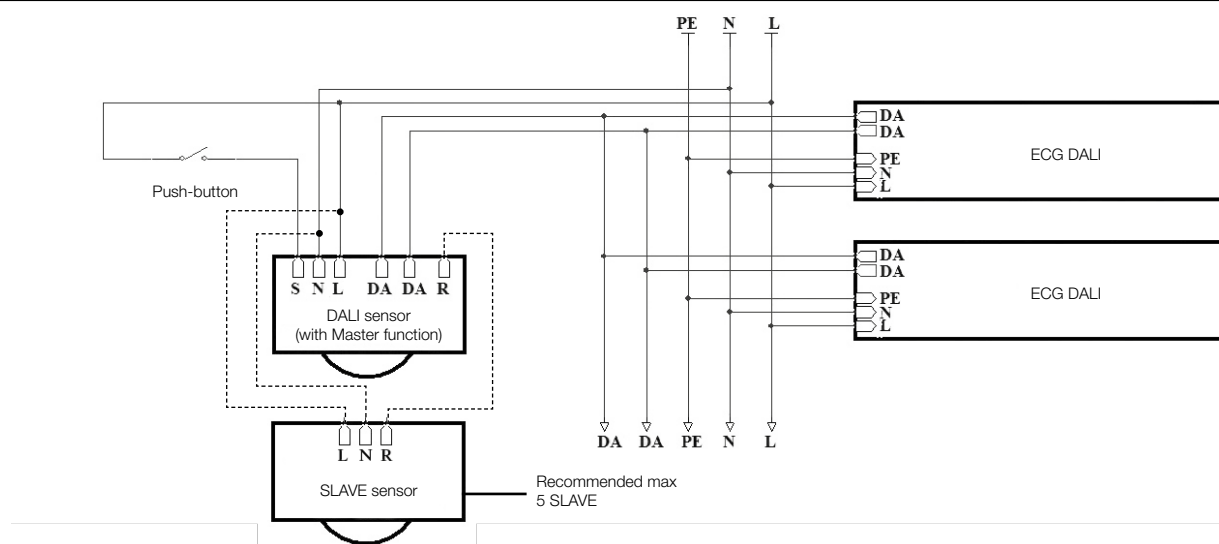 PE N L
DA
DA
ECG DALI
PE
N
L
Push-button
DA
DA
ECG DALI
PE
N
L
S N L DA DA R
DALI sensor
(with Master function)
DA DA PE N L
L N R
SLAVE sensor
Recommended max
5 SLAVE